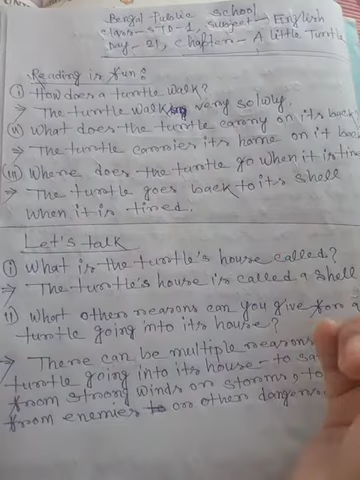 Bengal Public school
class-STD-1, subject→ English
Day-21, chapter- A little Turtle
Reading is fun:
(i) How does a turtle walk?
→ The turtle walk very solwly.
(ii) What does the turtle carry on its back?
→ The turtle carries its home on it back
(iii) Where does the turtle go when it is tired
→ The turtle goes back to its shell
when it is tired.
Let's talk
(i) What is the turtle's house called?
→ The turtle's house is called a shell
ii) What other reasons can you give for a
turtle going into its house?
→ There can be multiple reasons
turtle going into its house- to
from strong winds or storms, to
from enemies or other dangers